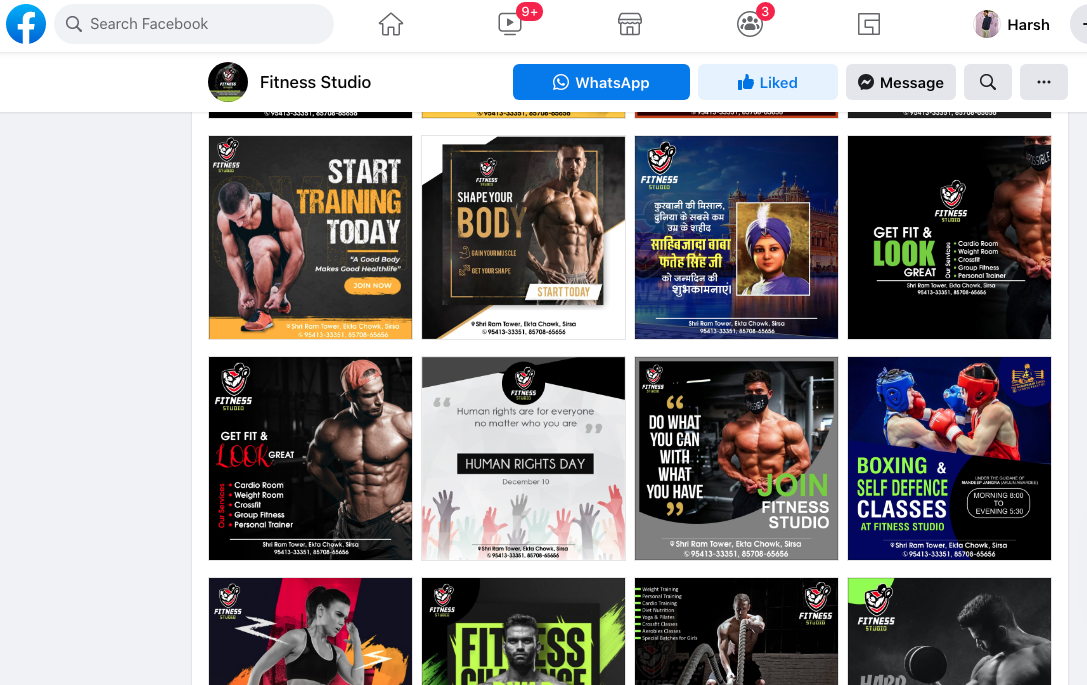 Search Facebook
9+
3
Harsh
Fitness Studio
WhatsApp
Liked
Message
95413-33351, 85708-65656
95413-33351, 85708-65656
95413-33351, 85708-65656
95413-33351, 85708-65656
FITNESS
STUDIO
START
TRAINING
TODAY
"A Good Body
Makes Good Healthlife"
JOIN NOW
Shri Ram Tower, Ekta Chowk, Sirsa
95413-33351, 85708-65656
FITNESS
STUDIO
SHAPE YOUR
BODY
GAIN YOUR MUSCLE
GET YOUR SHAPE
START TODAY
Shri Ram Tower, Ekta Chowk, Sirsa
95413-33351, 85708-65656
FITNESS
STUDIO
कुरबानी की मिसाल,
दुनिया के सबसे कम
उम्र के शहीद
साहिबजादा बाबा
फतेह सिंह जी
को जन्मदिन की
शुभकामनाएं।
Shri Ram Tower, Ekta Chowk, Sirsa
95413-33351, 85708-65656
FITNESS
STUDIO
GET FIT &
LOOK
GREAT
Our Services
Cardio Room
Weight Room
Crossfit
Group Fitness
Personal Trainer
Shri Ram Tower, Ekta Chowk, Sirsa
95413-33351, 85708-65656
FITNESS
STUDIO
GET FIT &
LOOK GREAT
Our Services
Cardio Room
Weight Room
Crossfit
Group Fitness
Personal Trainer
Shri Ram Tower, Ekta Chowk, Sirsa
95413-33351, 85708-65656
FITNESS
STUDIO
"Human rights are for everyone
no matter who you are"
HUMAN RIGHTS DAY
December 10
Shri Ram Tower, Ekta Chowk, Sirsa
95413-33351, 85708-65656
FITNESS
STUDIO
"
DO WHAT
YOU CAN
WITH
WHAT
YOU HAVE
"
JOIN
FITNESS
STUDIO
Shri Ram Tower, Ekta Chowk, Sirsa
95413-33351, 85708-65656
BOXING &
SELF DEFENCE
CLASSES
AT FITNESS STUDIO
UNDER THE GUIDANCE OF
MORNING 8:00
TO
EVENING 5:30
Shri Ram Tower, Ekta Chowk, Sirsa
95413-33351, 85708-65656
FITNESS
STUDIO
FITNESS
STUDIO
FITNESS
Weight Training
Personal Training
Cardio Training
Diet Nutrition
Yoga & Pilates
Crossfit Classes
Aerobics Classes
Special Batches for Girls
FITNESS
STUDIO
FITNESS
STUDIO
HARD